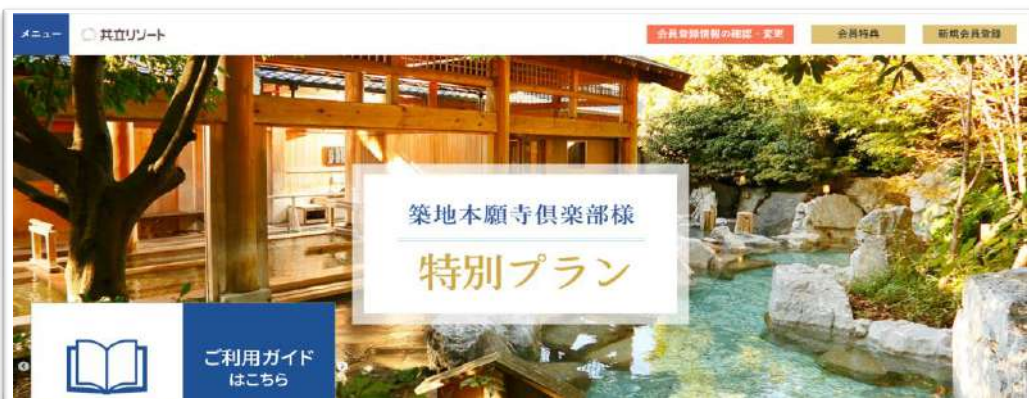 メニュー
共立リゾート
会員登録情報の確認・変更
会員特典
新規会員登録
築地本願寺倶楽部様
特別プラン
ご利用ガイド
はこちら